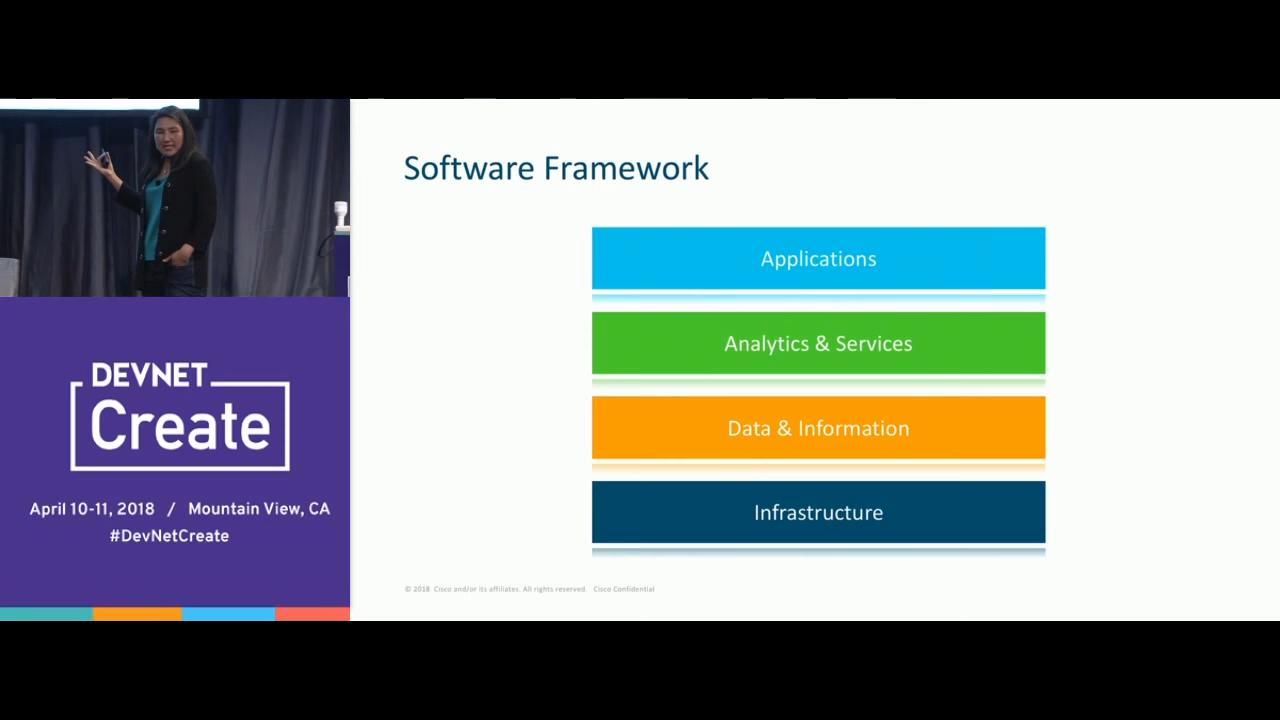 Software Framework
Applications
Analytics & Services
Data & Information
Infrastructure
© 2018 Cisco and/or its affiliates. All rights reserved. Cisco Confidential
DEVNET
Create
April 10-11, 2018 / Mountain View, CA
#DevNetCreate